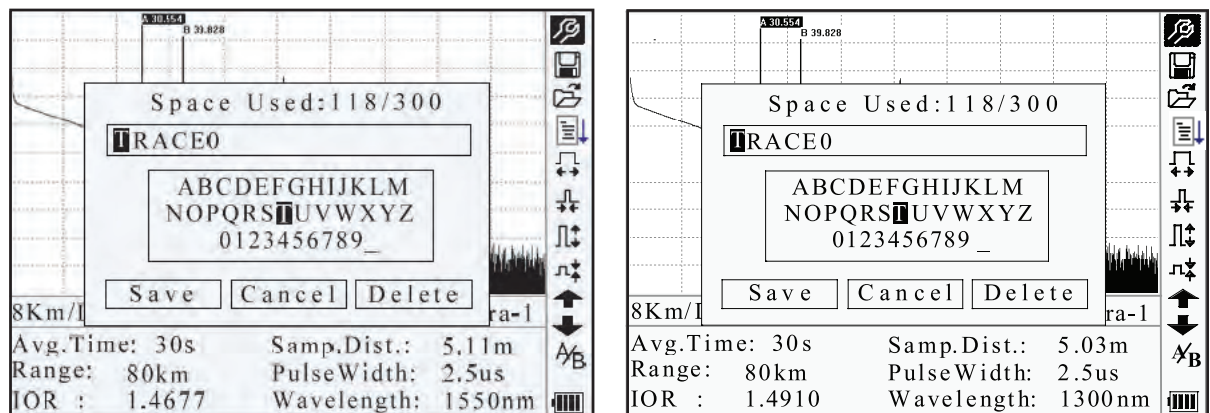 A 30.554
B 39.828
Space Used:118/300
TRACE0
ABCDEFGHIJKLM
NOPQRSTUVWXYZ
0123456789_
Save Cancel Delete
8Km/ ra-1
Avg.Time: 30s Samp.Dist.: 5.11m
Range: 80km PulseWidth: 2.5us
IOR : 1.4677 Wavelength: 1550nm
A/B
A 30.554
B 39.828
Space Used:118/300
TRACE0
ABCDEFGHIJKLM
NOPQRSTUVWXYZ
0123456789_
Save Cancel Delete
8Km/ ra-1
Avg.Time: 30s Samp.Dist.: 5.03m
Range: 80km PulseWidth: 2.5us
IOR : 1.4910 Wavelength: 1300nm
A/B